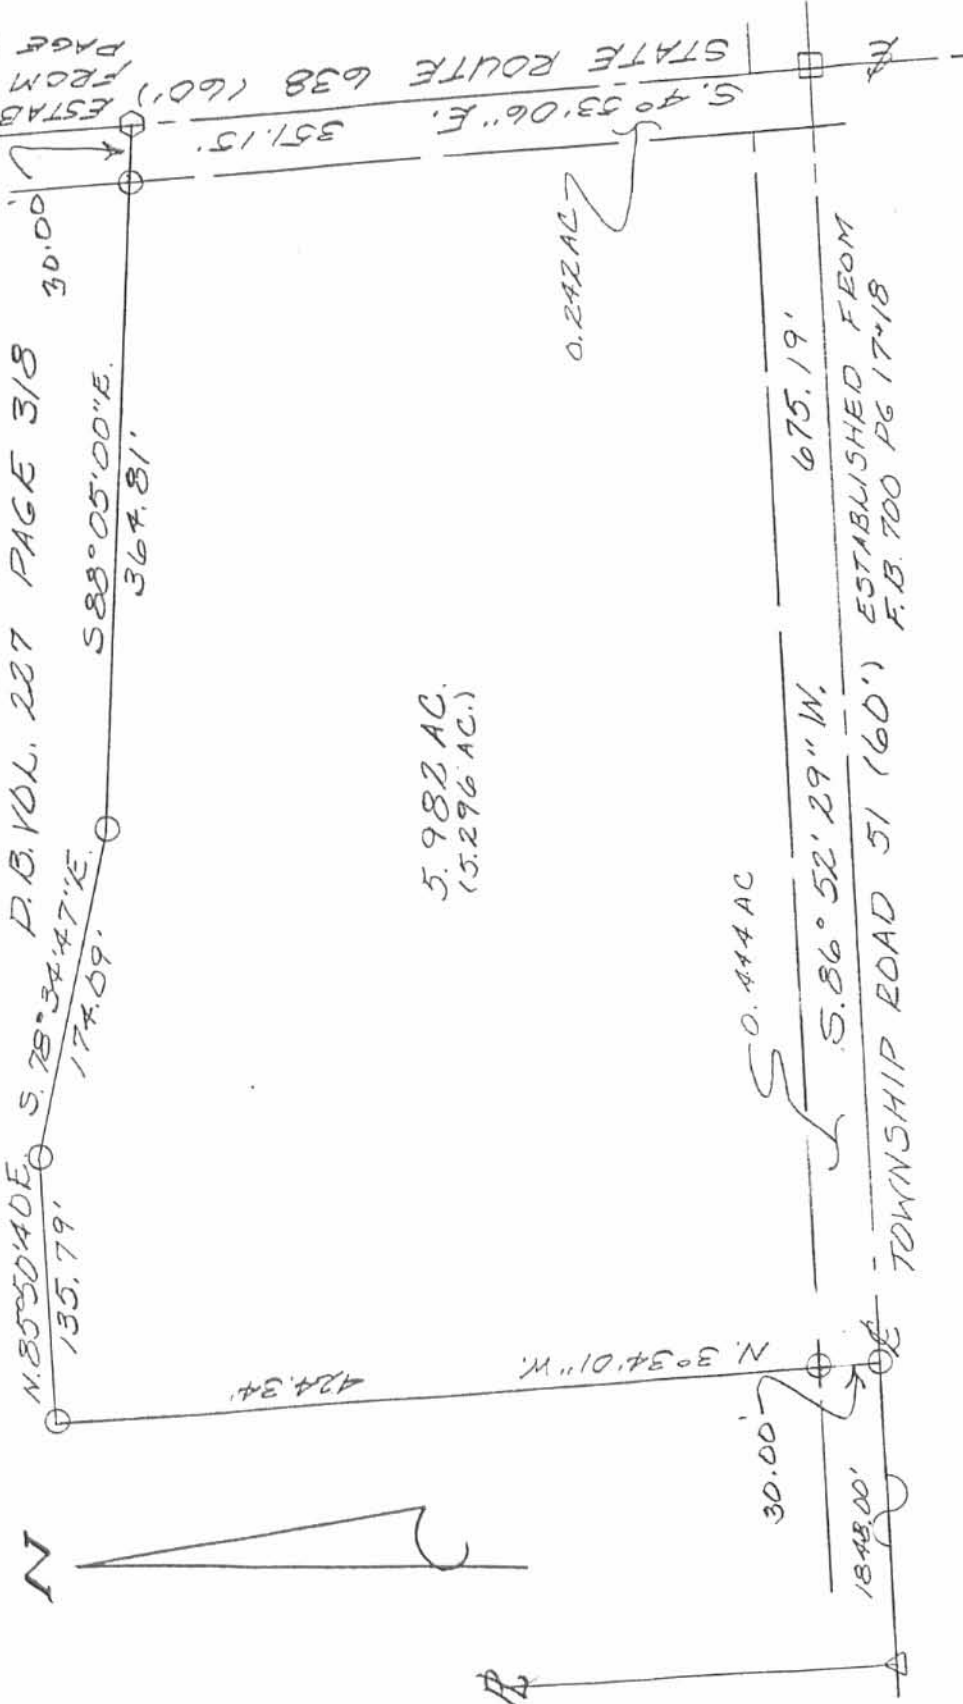 D.B. VOL. 227 PAGE 318
N.85°50'40E.
135.79'
S. 78°34'47"E.
174.09'
S88°05'00"E.
364.81'
30.00'
ESTAB
FROM
PAGE
STATE ROUTE 638 (60')
S. 4° 53'06" E.
351.15'
0.242 AC
5.982 AC.
(5.296 AC.)
0.444 AC
675.19'
S. 86° 52' 29" W.
TOWNSHIP ROAD 51 (60')
ESTABLISHED FROM
F.B. 700 PG 17+18
N. 3°34'01" W.
424.34'
30.00'
1848.00'
N